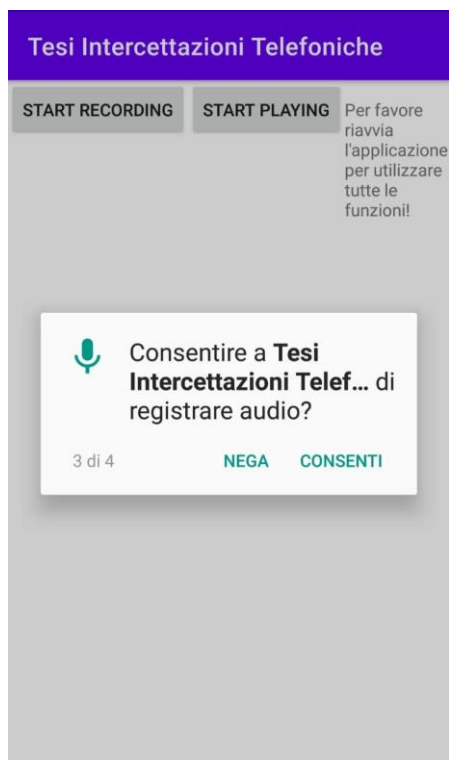 Tesi Intercettazioni Telefoniche
START RECORDING
START PLAYING
Per favore
riavvia
l'applicazione
per utilizzare
tutte le
funzioni!
Consentire a Tesi
Intercettazioni Telef... di
registrare audio?
3 di 4
NEGA
CONSENTI